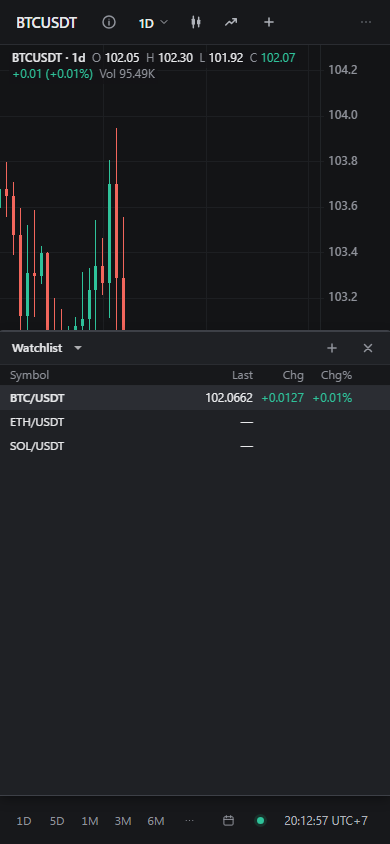 BTCUSDT 1D
BTCUSDT · 1d O 102.05 H 102.30 L 101.92 C 102.07
+0.01 (+0.01%) Vol 95.49K
104.2
104.0
103.8
103.6
103.4
103.2
Watchlist
Symbol Last Chg Chg%
BTC/USDT 102.0662 +0.0127 +0.01%
ETH/USDT —
SOL/USDT —
1D 5D 1M 3M 6M ... 20:12:57 UTC+7